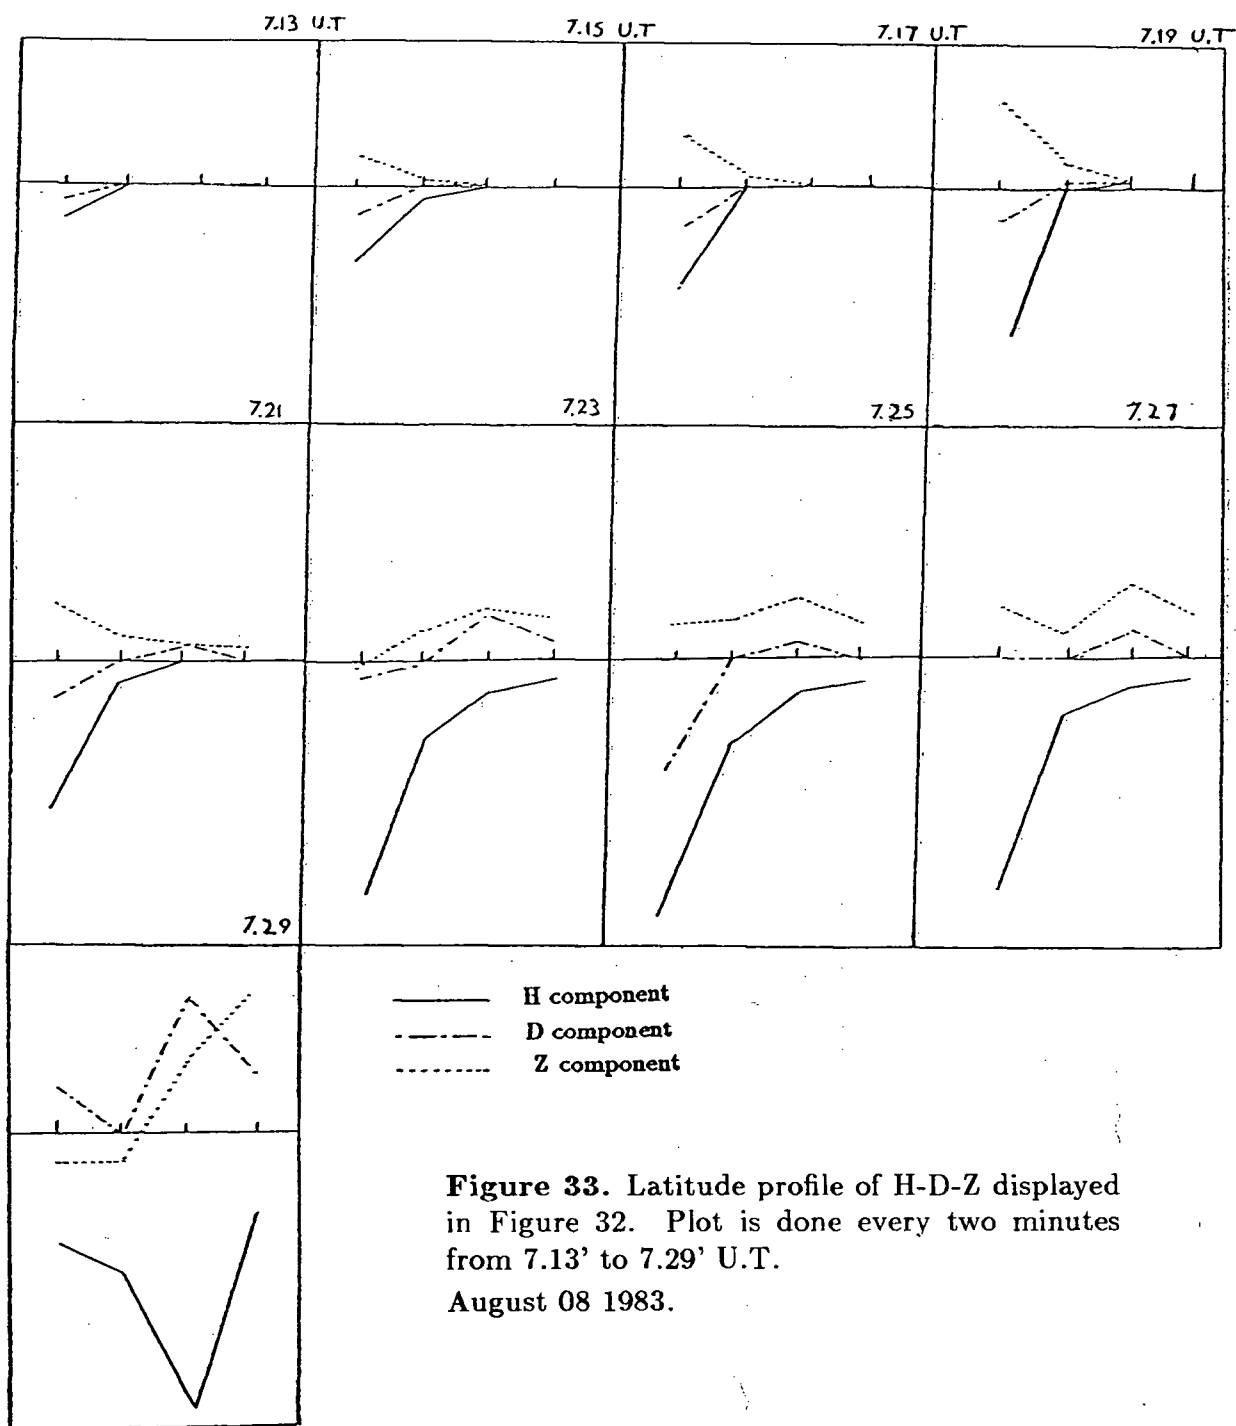 7.13 U.T
7.15 U.T
7.17 U.T
7.19 U.T
7.21
7.23
7.25
7.27
7.29
H component
D component
Z component
Figure 33. Latitude profile of H-D-Z displayed
in Figure 32. Plot is done every two minutes
from 7.13' to 7.29' U.T.
August 08 1983.